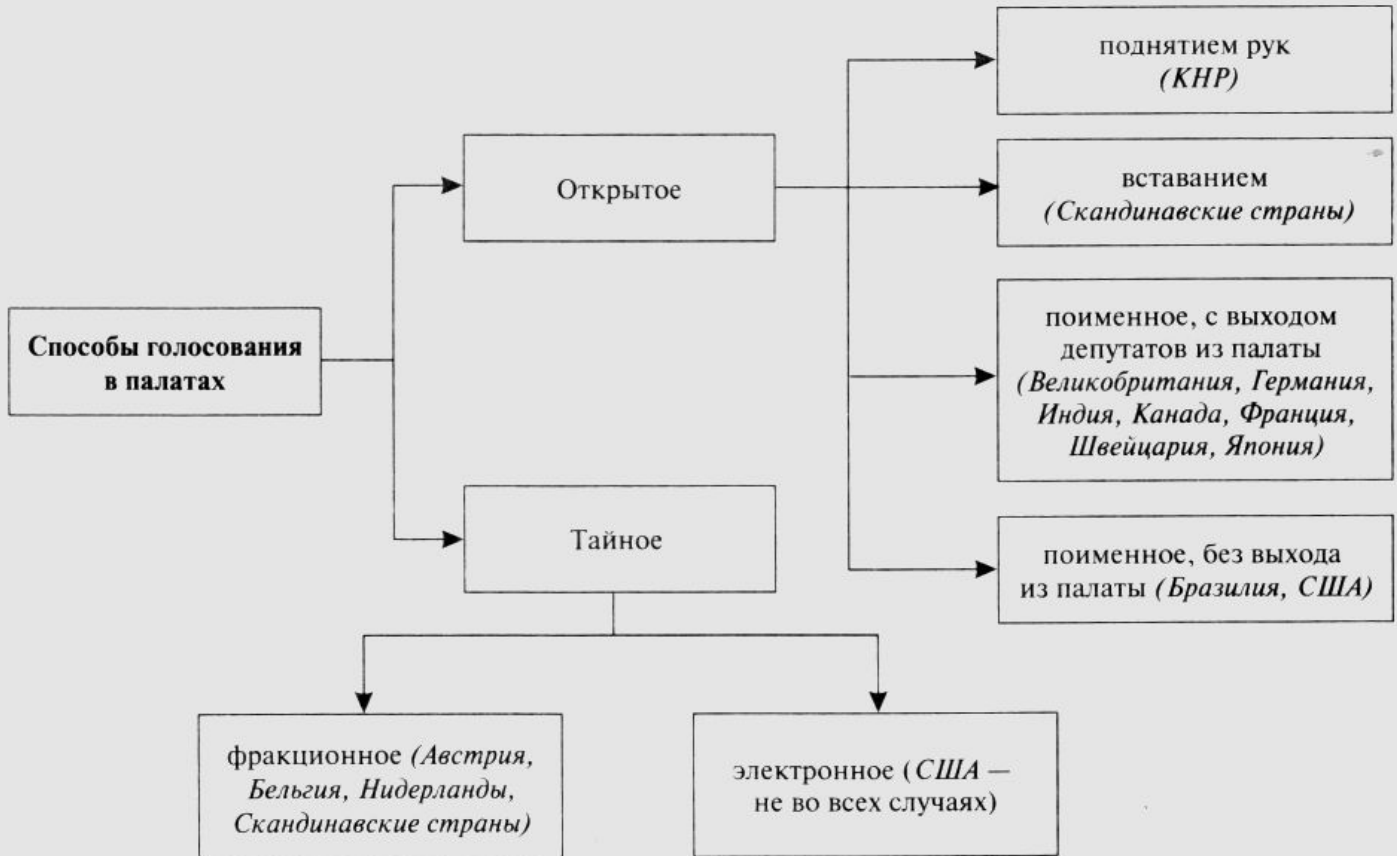 Способы голосования
в палатах
Открытое
поднятием рук
(КНР)
вставанием
(Скандинавские страны)
поименное, с выходом
депутатов из палаты
(Великобритания, Германия,
Индия, Канада, Франция,
Швейцария, Япония)
поименное, без выхода
из палаты (Бразилия, США)
Тайное
фракционное (Австрия,
Бельгия, Нидерланды,
Скандинавские страны)
электронное (США —
не во всех случаях)